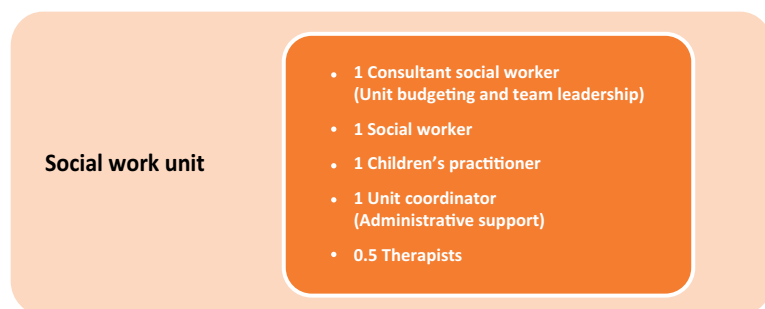 Social work unit
• 1 Consultant social worker
(Unit budgeting and team leadership)
• 1 Social worker
• 1 Children’s practitioner
• 1 Unit coordinator
(Administrative support)
• 0.5 Therapists